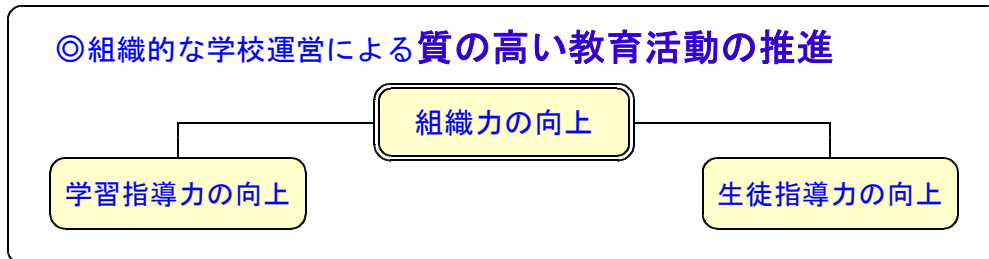 ◎組織的な学校運営による質の高い教育活動の推進
組織力の向上
学習指導力の向上
生徒指導力の向上